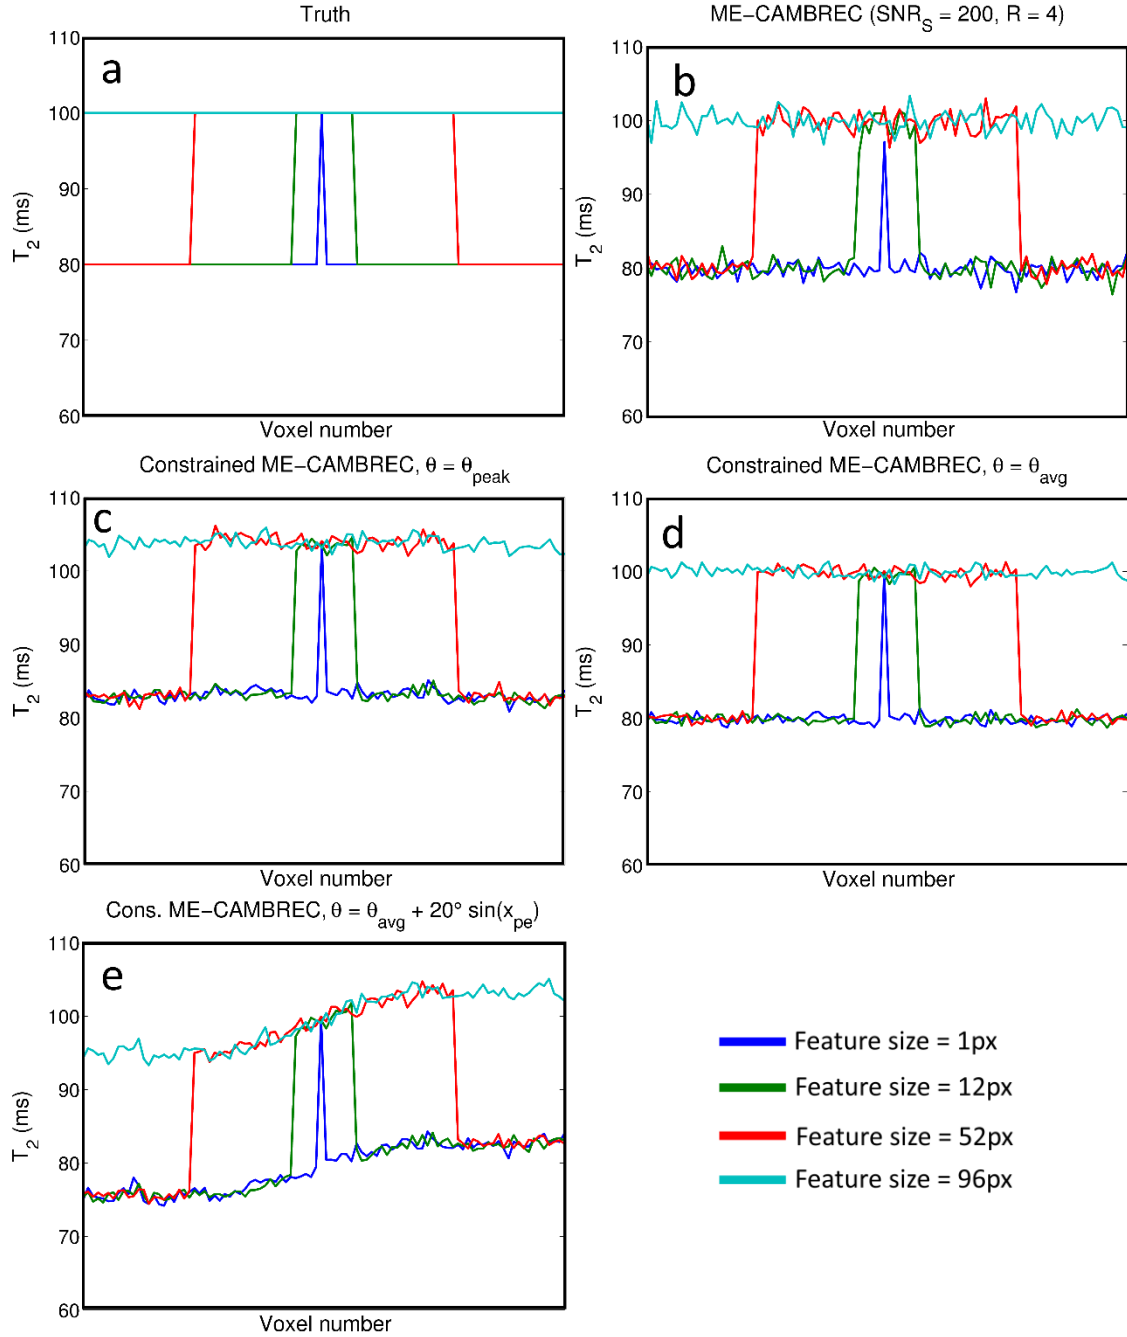 Truth
a
110
100
90
80
70
60
T2 (ms)
Voxel number
ME−CAMBREC (SNRS = 200, R = 4)
b
110
100
90
80
70
60
T2 (ms)
Voxel number
Constrained ME−CAMBREC, θ = θpeak
c
110
100
90
80
70
60
T2 (ms)
Voxel number
Constrained ME−CAMBREC, θ = θavg
d
110
100
90
80
70
60
T2 (ms)
Voxel number
Cons. ME−CAMBREC, θ = θavg + 20° sin(xpe)
e
110
100
90
80
70
60
T2 (ms)
Voxel number
Feature size = 1px
Feature size = 12px
Feature size = 52px
Feature size = 96px